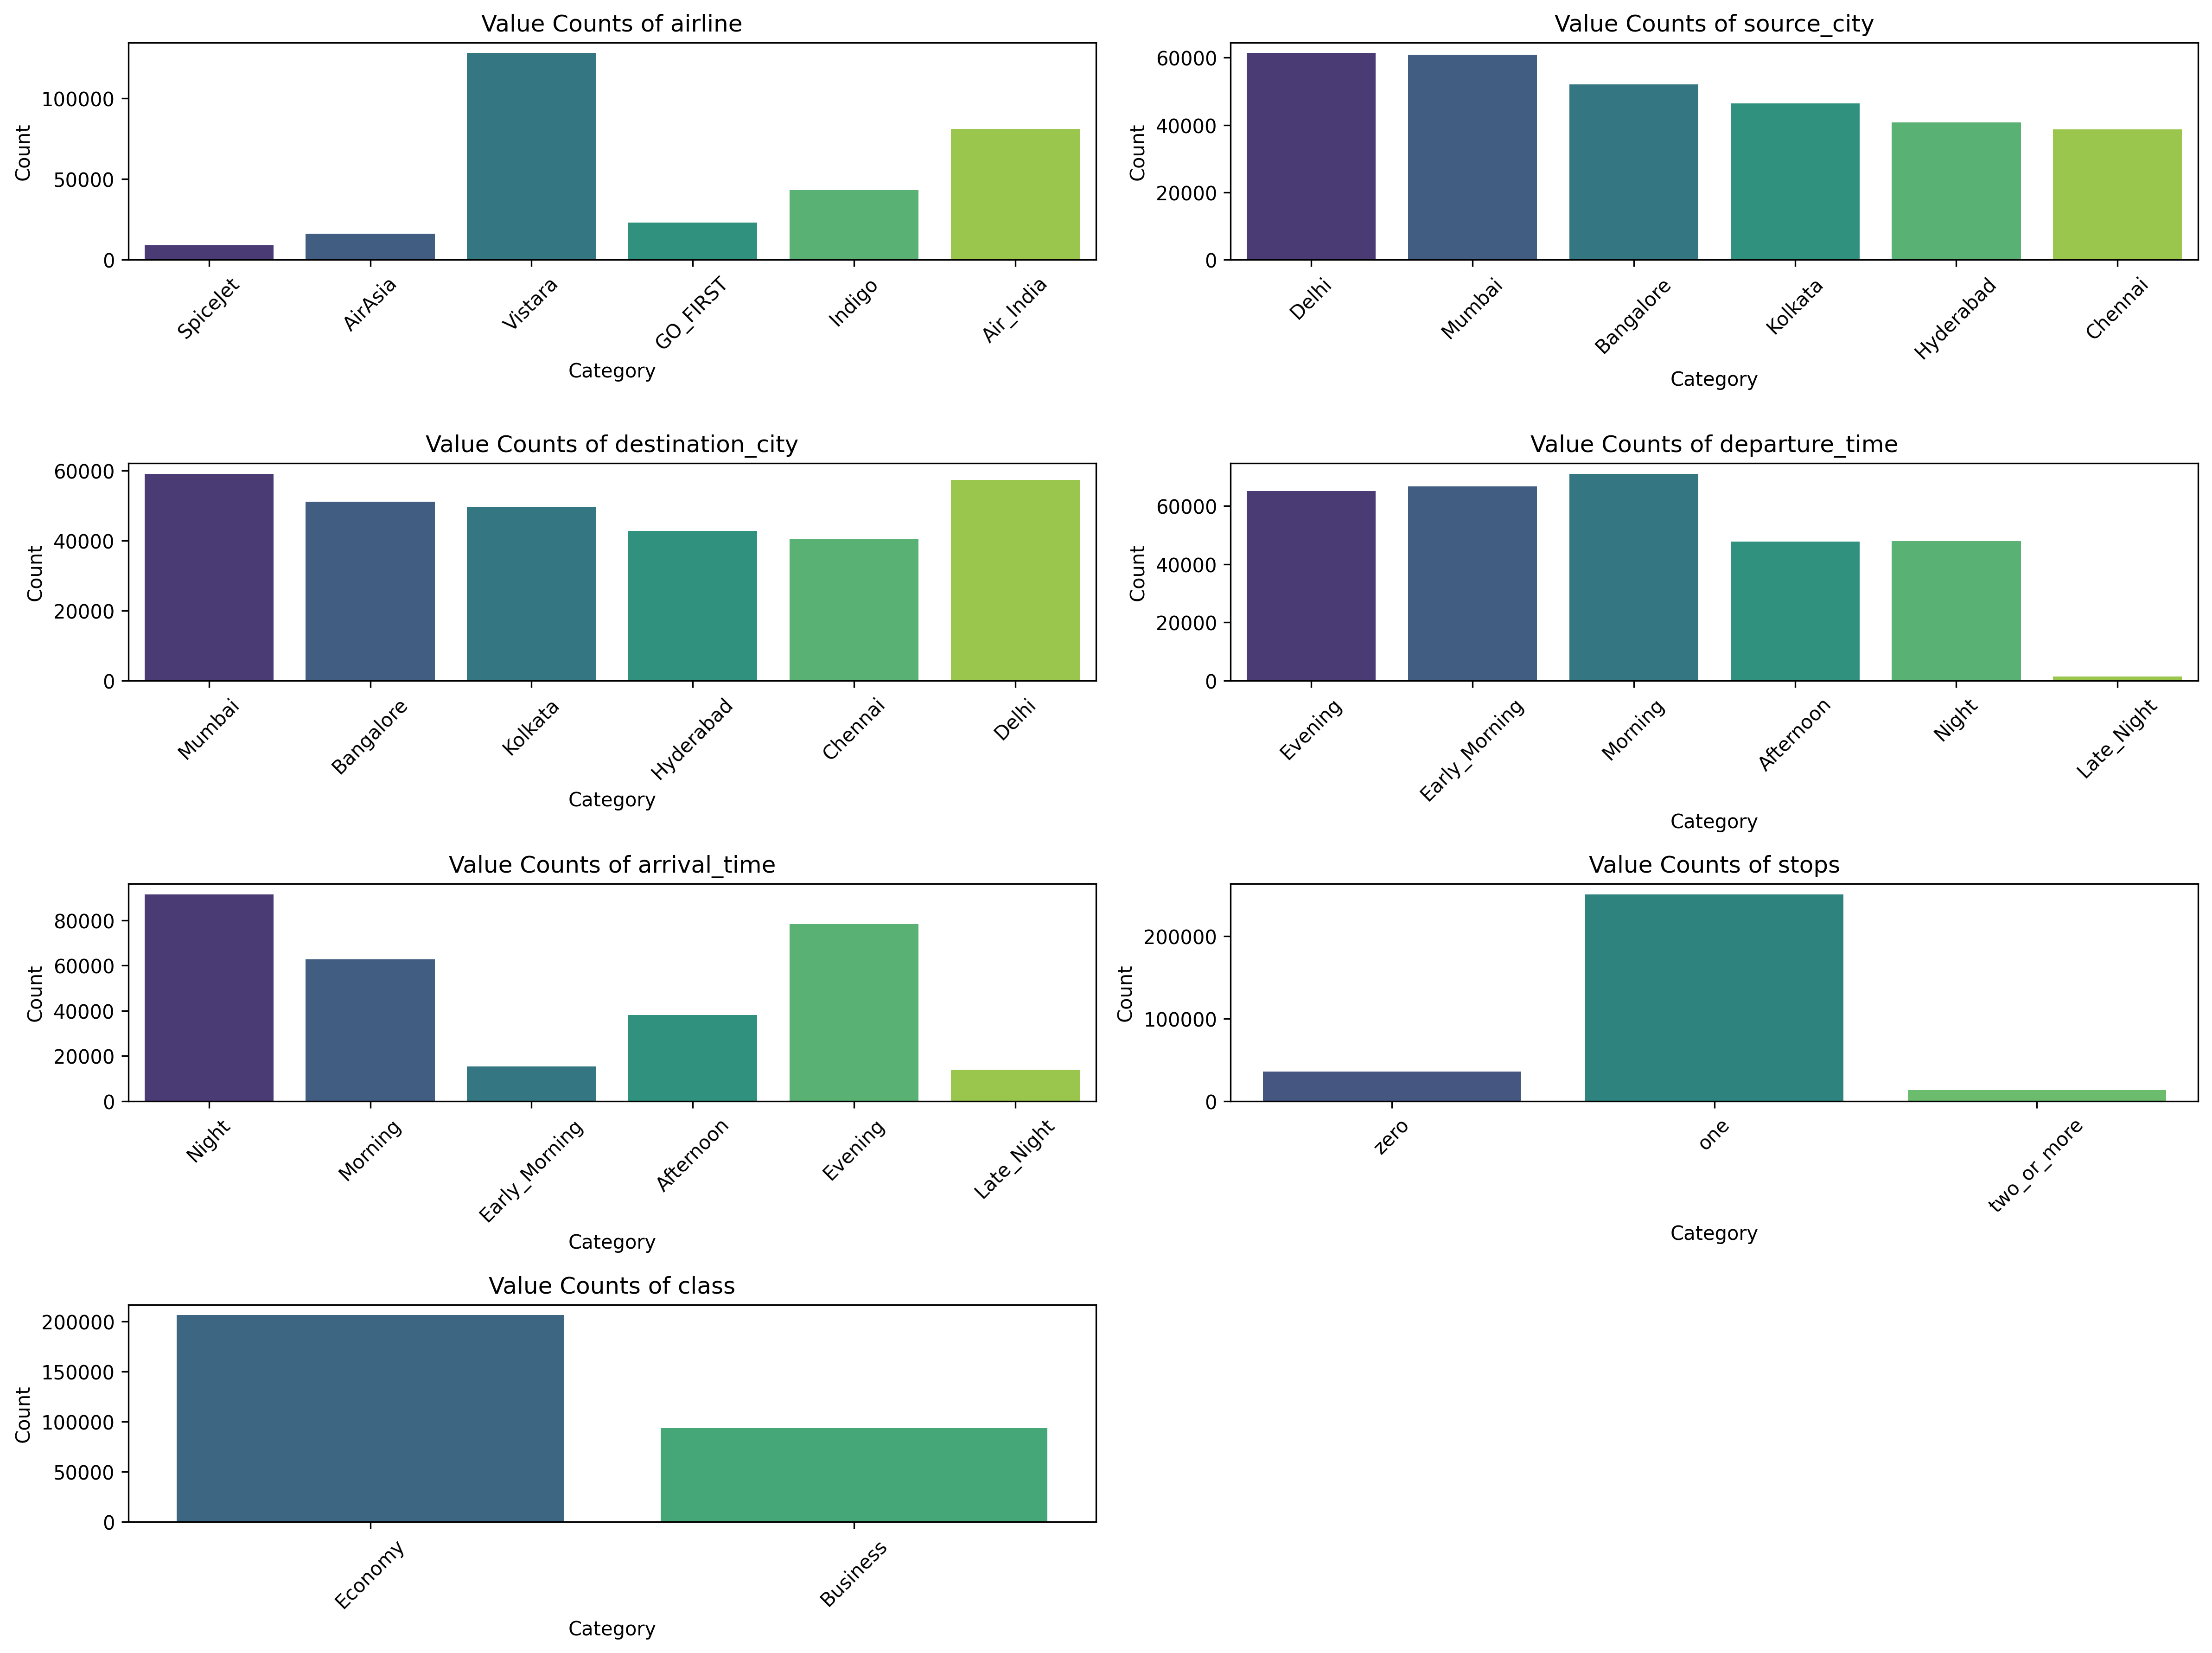 Value Counts of airline
Count
100000
50000
0
SpiceJet
AirAsia
Vistara
GO_FIRST
Indigo
Air_India
Category
Value Counts of source_city
Count
60000
40000
20000
0
Delhi
Mumbai
Bangalore
Kolkata
Hyderabad
Chennai
Category
Value Counts of destination_city
Count
60000
40000
20000
0
Mumbai
Bangalore
Kolkata
Hyderabad
Chennai
Delhi
Category
Value Counts of departure_time
Count
60000
40000
20000
0
Evening
Early_Morning
Morning
Afternoon
Night
Late_Night
Category
Value Counts of arrival_time
Count
80000
60000
40000
20000
0
Night
Morning
Early_Morning
Afternoon
Evening
Late_Night
Category
Value Counts of stops
Count
200000
100000
0
zero
one
two_or_more
Category
Value Counts of class
Count
200000
150000
100000
50000
0
Economy
Business
Category